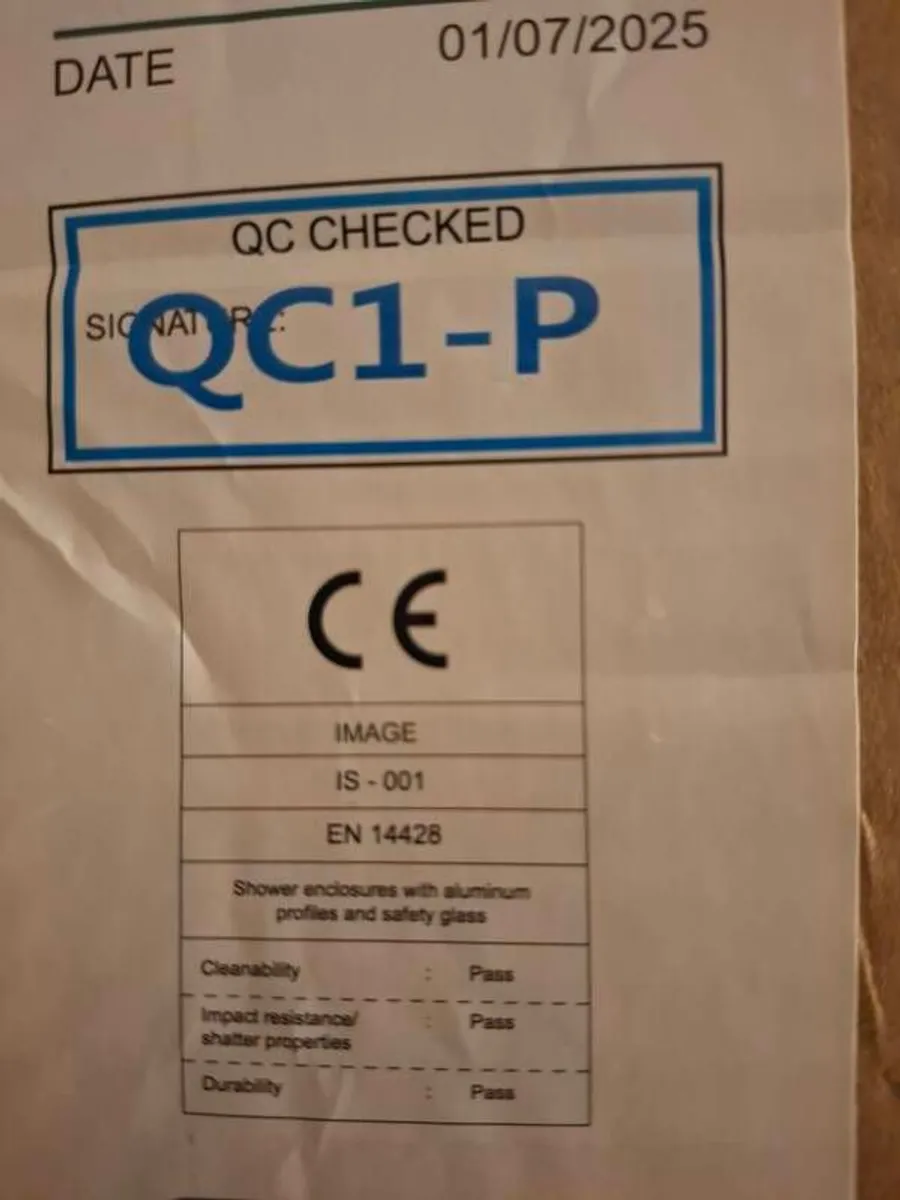 DATE 01/07/2025
QC CHECKED
SIGNATURE:
QC1-P
CE
IMAGE
IS - 001
EN 14428
Shower enclosures with aluminum
profiles and safety glass
Cleanability : Pass
Impact resistance/ : Pass
shatter properties
Durability : Pass